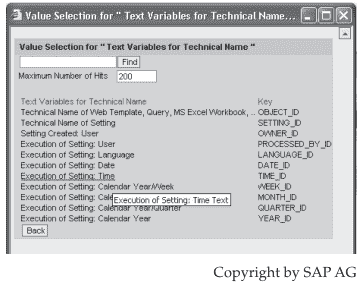 Value Selection for " Text Variables for Technical Name...
Value Selection for " Text Variables for Technical Name "
Find
Maximum Number of Hits 200
Text Variables for Technical Name Key
Technical Name of Web Template, Query, MS Excel Workbook, ... OBJECT_ID
Technical Name of Setting SETTING_ID
Setting Created: User OWNER_ID
Execution of Setting: User PROCESSED_BY_ID
Execution of Setting: Language LANGUAGE_ID
Execution of Setting: Date DATE_ID
Execution of Setting: Time TIME_ID
Execution of Setting: Calendar Year/Week WEEK_ID
Execution of Setting: Cale MONTH_ID
Execution of Setting: Time Text
Execution of Setting: Calendar Year/Quarter QUARTER_ID
Execution of Setting: Calendar Year YEAR_ID
Back
Copyright by SAP AG